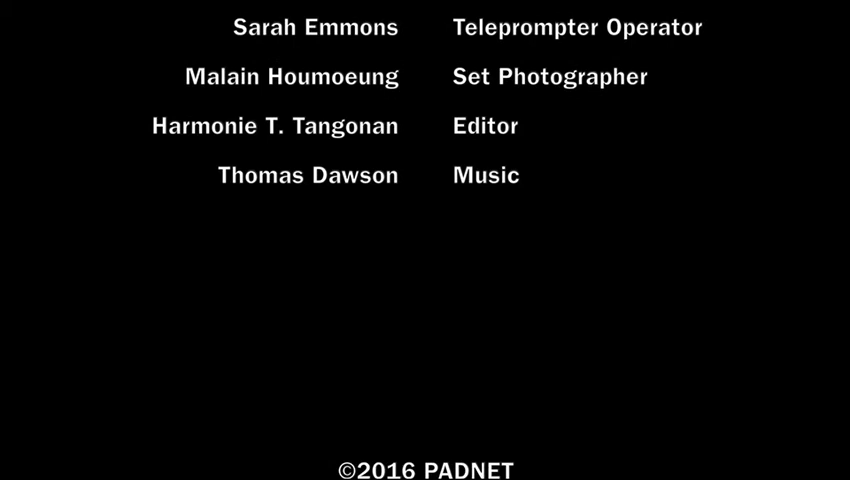 Sarah Emmons Teleprompter Operator
Malain Houmoeung Set Photographer
Harmonie T. Tangonan Editor
Thomas Dawson Music
©2016 PADNET